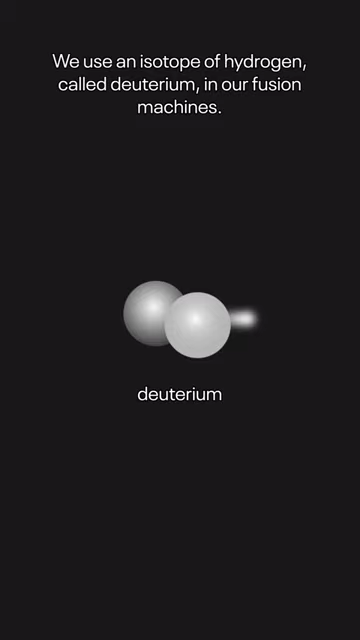 We use an isotope of hydrogen,
called deuterium, in our fusion
machines.
deuterium